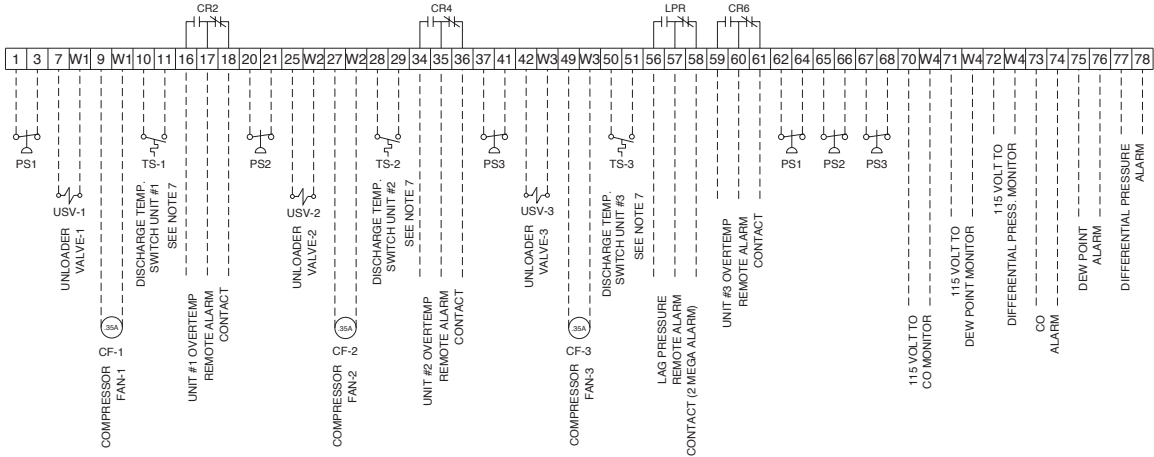 CR2 CR4 LPR CR6
1 3 7 W1 9 W1 10 11 16 17 18 20 21 25 W2 27 W2 28 29 34 35 36 37 41 42 W3 49 W3 50 51 56 57 58 59 60 61 62 64 65 66 67 68 70 W4 71 W4 72 W4 73 74 75 76 77 78
PS1
USV-1
UNLOADER
VALVE-1
.35A
CF-1
COMPRESSOR
FAN-1
TS-1
DISCHARGE TEMP.
SWITCH UNIT #1
SEE NOTE 7
UNIT #1 OVERTEMP
REMOTE ALARM
CONTACT
PS2
USV-2
UNLOADER
VALVE-2
.35A
CF-2
COMPRESSOR
FAN-2
TS-2
DISCHARGE TEMP.
SWITCH UNIT #2
SEE NOTE 7
UNIT #2 OVERTEMP
REMOTE ALARM
CONTACT
PS3
USV-3
UNLOADER
VALVE-3
.35A
CF-3
COMPRESSOR
FAN-3
TS-3
DISCHARGE TEMP.
SWITCH UNIT #3
SEE NOTE 7
LAG PRESSURE
REMOTE ALARM
CONTACT (2 MEGA ALARM)
UNIT #3 OVERTEMP
REMOTE ALARM
CONTACT
PS1
PS2
PS3
115 VOLT TO
CO MONITOR
115 VOLT TO
DEW POINT MONITOR
115 VOLT TO
DIFFERENTIAL PRESS. MONITOR
CO
ALARM
DEW POINT
ALARM
DIFFERENTIAL PRESSURE
ALARM